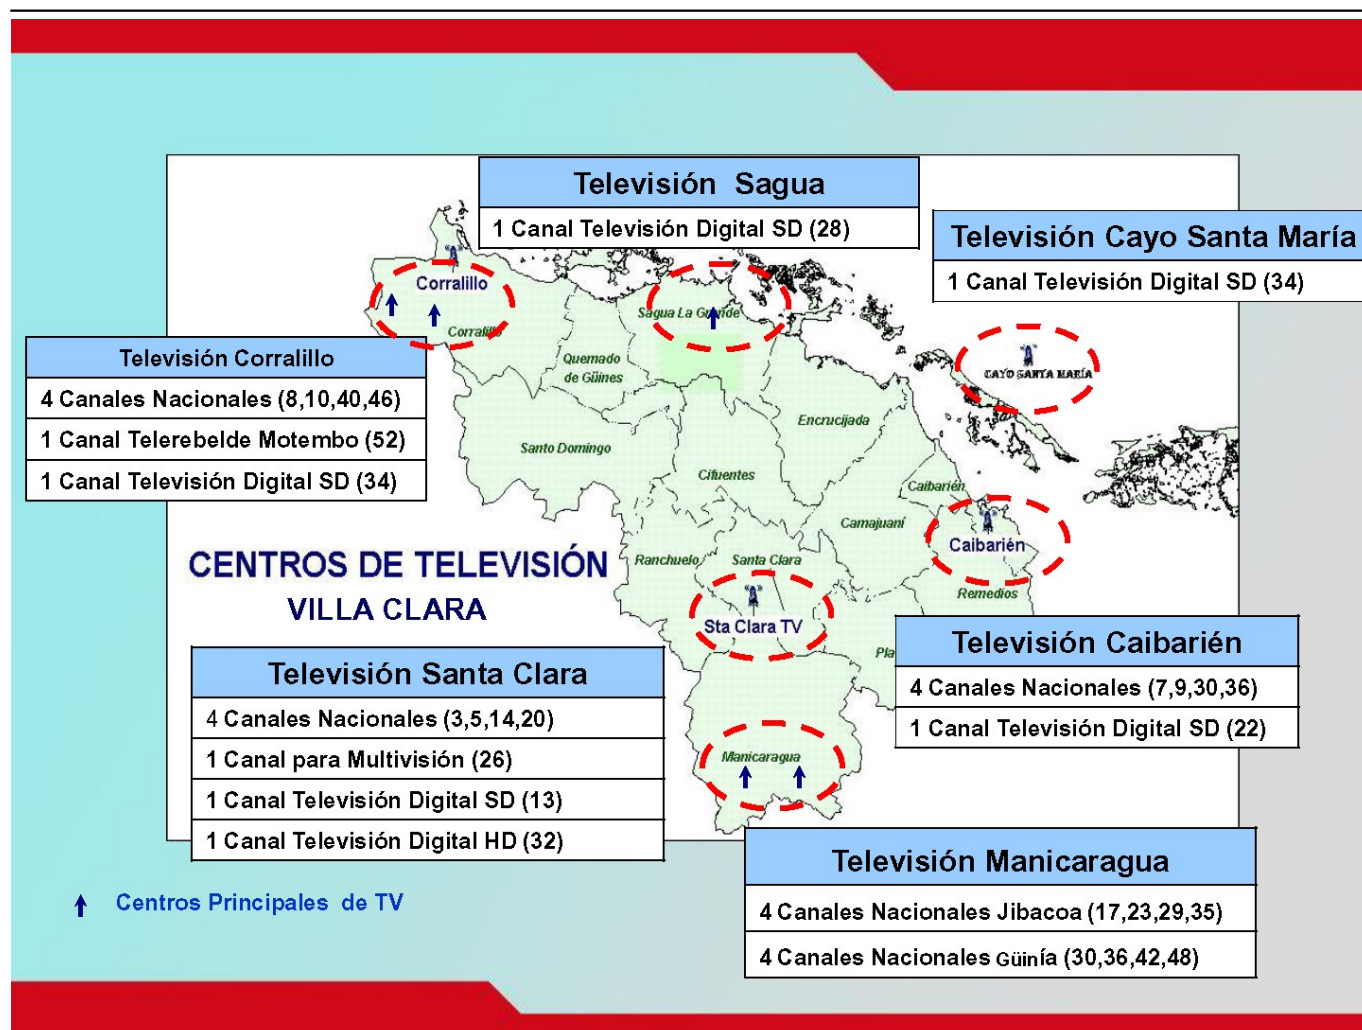 Televisión Sagua
1 Canal Televisión Digital SD (28)
Televisión Cayo Santa María
1 Canal Televisión Digital SD (34)
Corralillo
Corralillo
Sagua La Grande
Quemado
de Güines
CAYO SANTA MARÍA
Televisión Corralillo
4 Canales Nacionales (8,10,40,46)
1 Canal Telerebelde Motembo (52)
1 Canal Televisión Digital SD (34)
Encrucijada
Santo Domingo
Cifuentes
Caibarién
Camajuaní
Caibarién
Ranchuelo
Santa Clara
Remedios
CENTROS DE TELEVISIÓN
VILLA CLARA
Sta Clara TV
Pla
Televisión Caibarién
4 Canales Nacionales (7,9,30,36)
1 Canal Televisión Digital SD (22)
Televisión Santa Clara
4 Canales Nacionales (3,5,14,20)
1 Canal para Multivisión (26)
1 Canal Televisión Digital SD (13)
1 Canal Televisión Digital HD (32)
Manicaragua
Televisión Manicaragua
4 Canales Nacionales Jibacoa (17,23,29,35)
4 Canales Nacionales Güinía (30,36,42,48)
Centros Principales de TV